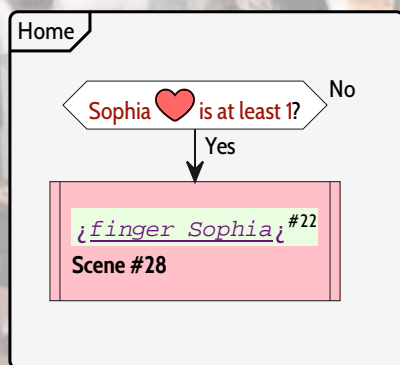 Home
Sophia is at least 1?
No
Yes
¿finger Sophia¿#22
Scene #28